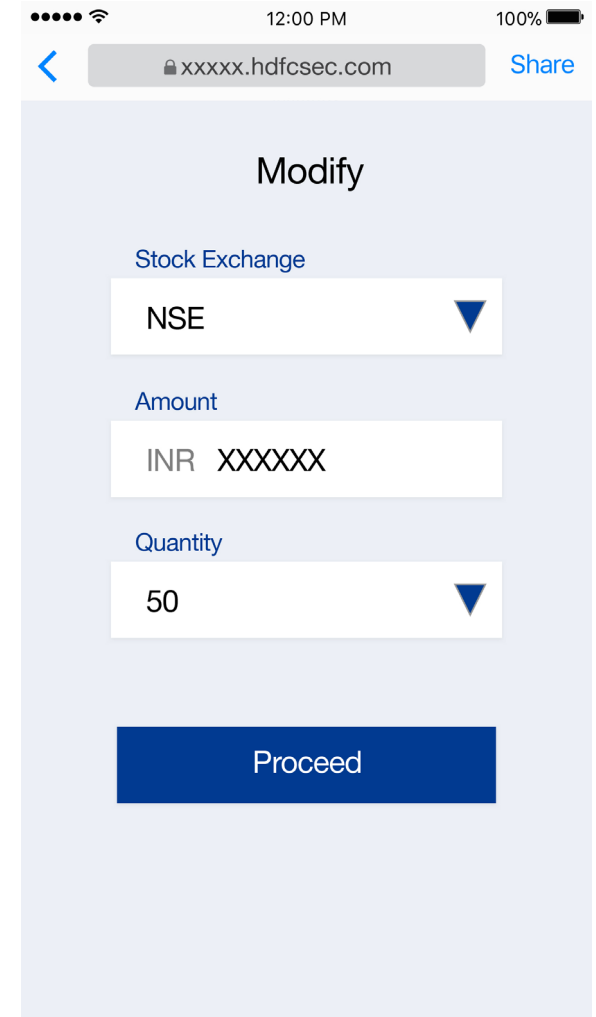 12:00 PM
100%
xxxxx.hdfcsec.com
Share
Modify
Stock Exchange
NSE
Amount
INR XXXXXX
Quantity
50
Proceed